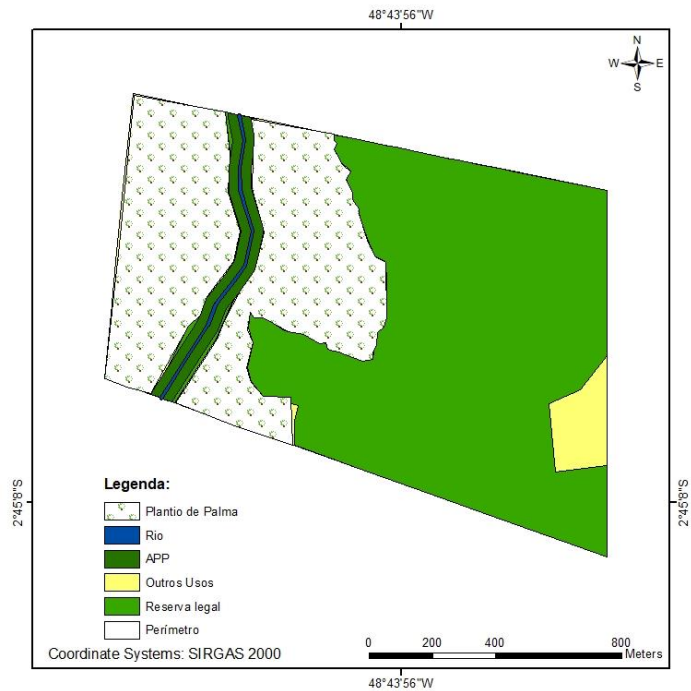 48°43'56"W
N
W E
S
2°45'8"S
2°45'8"S
Legenda:
Plantio de Palma
Rio
APP
Outros Usos
Reserva legal
Perímetro
Coordinate Systems: SIRGAS 2000
0 200 400 800
Meters
48°43'56"W